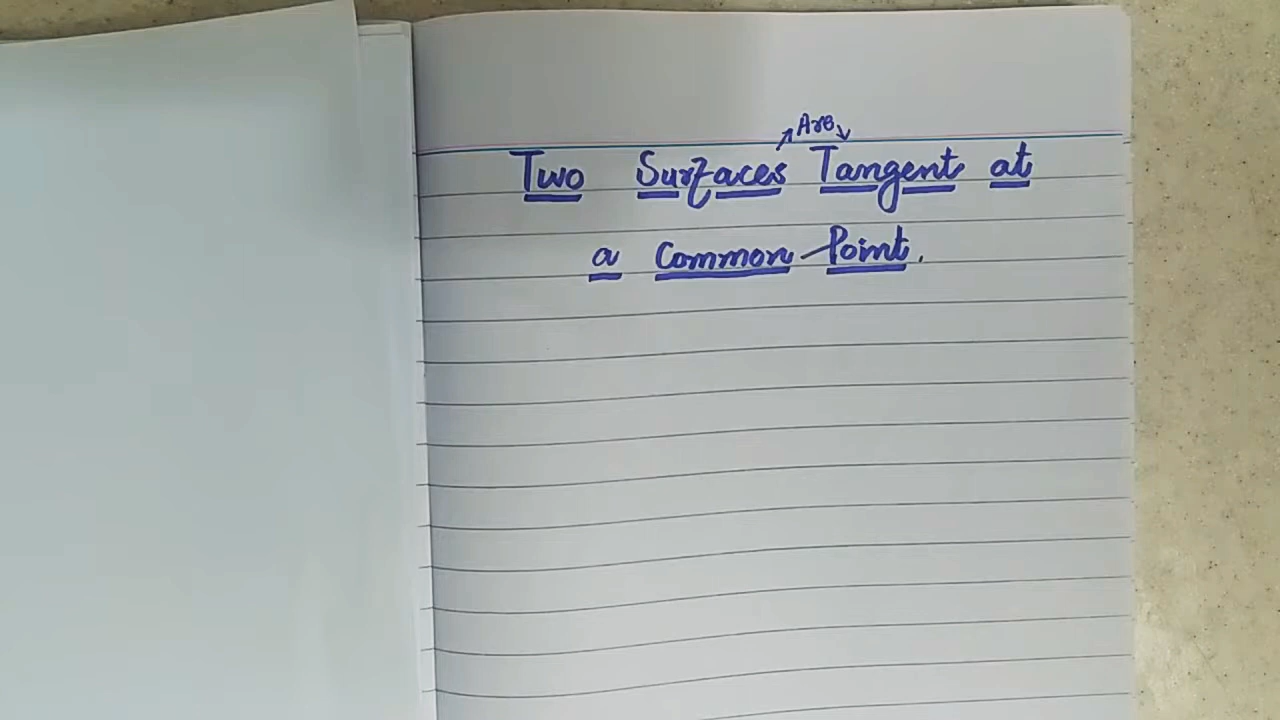 Are
Two Surfaces Tangent at
a Common Point.